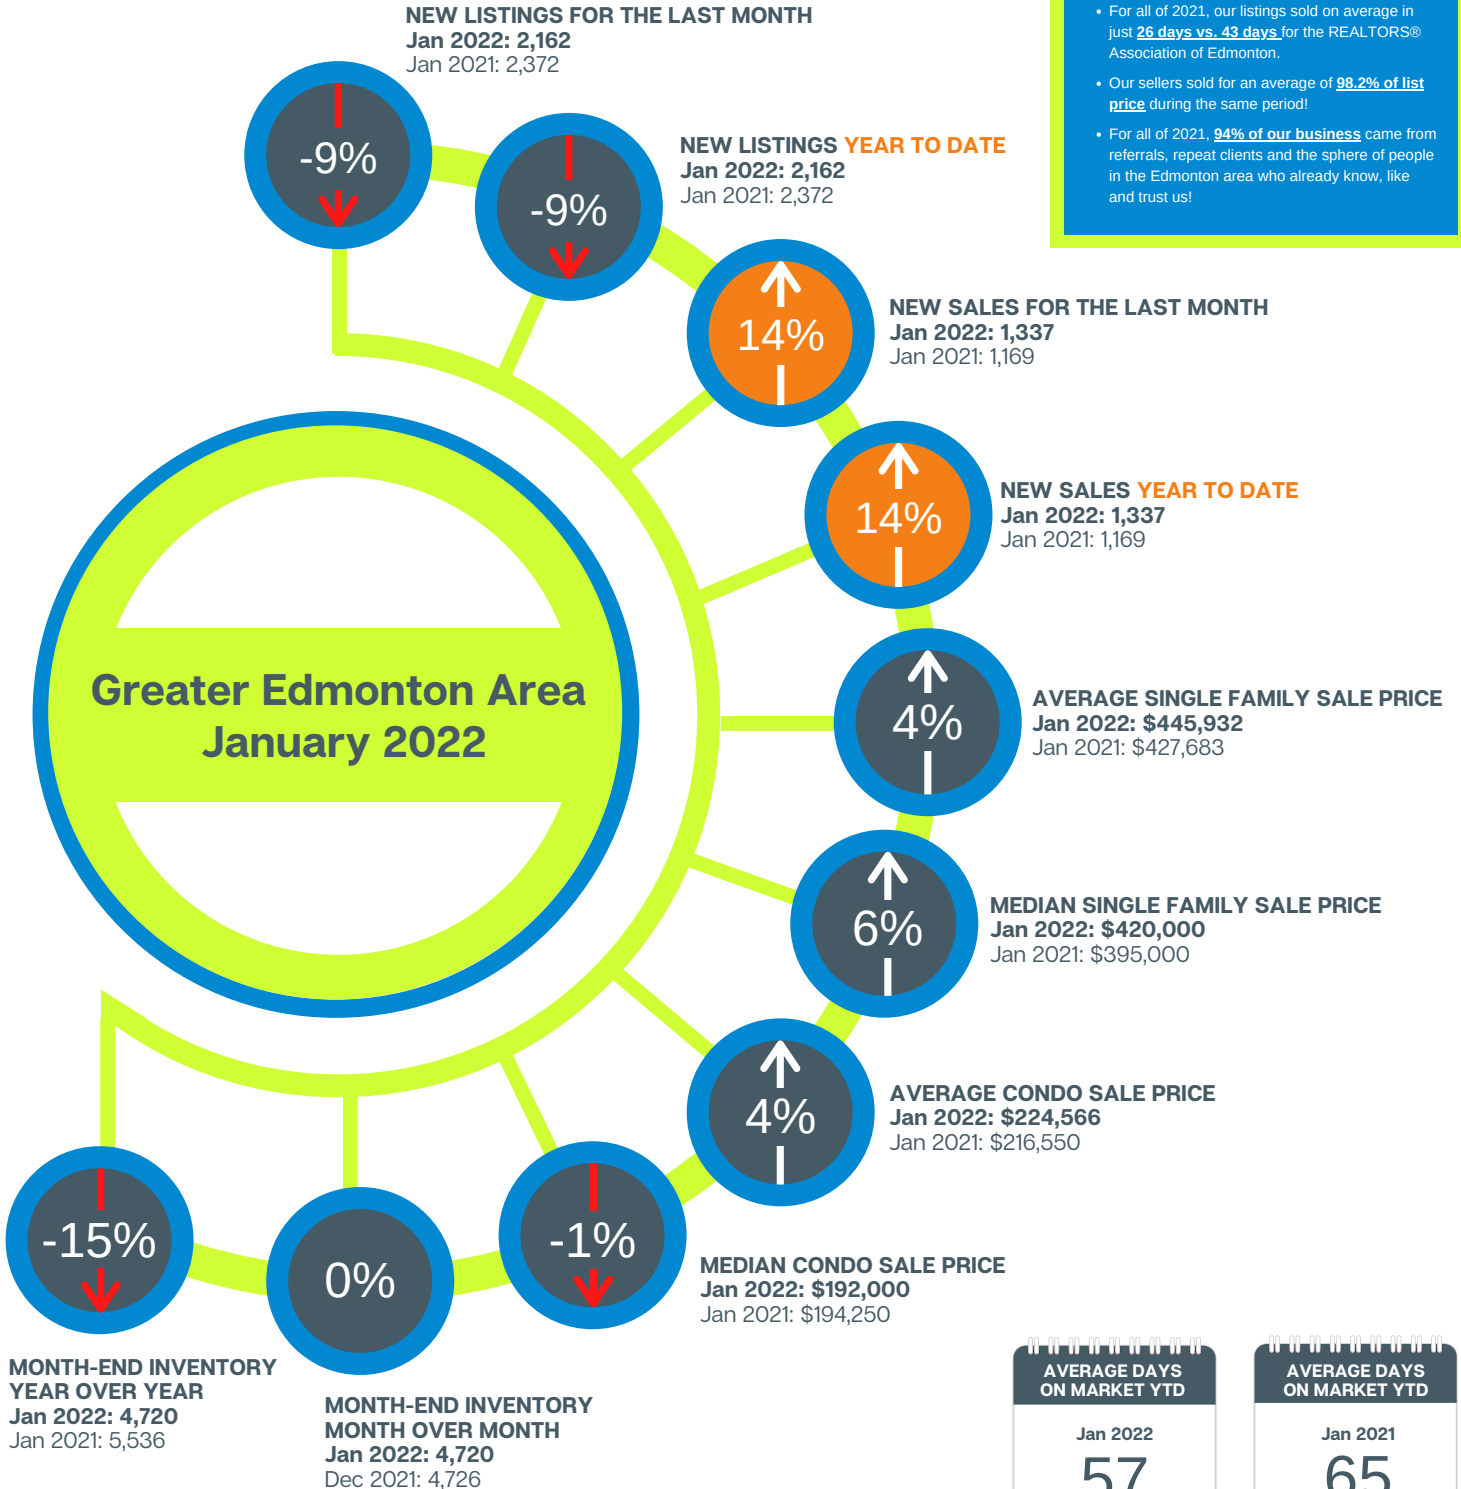 NEW LISTINGS FOR THE LAST MONTH
Jan 2022: 2,162
Jan 2021: 2,372
-9%
• For all of 2021, our listings sold on average in
just 26 days vs. 43 days for the REALTORS®
Association of Edmonton.
• Our sellers sold for an average of 98.2% of list
price during the same period!
• For all of 2021, 94% of our business came from
referrals, repeat clients and the sphere of people
in the Edmonton area who already know, like
and trust us!
NEW LISTINGS YEAR TO DATE
Jan 2022: 2,162
Jan 2021: 2,372
-9%
NEW SALES FOR THE LAST MONTH
Jan 2022: 1,337
Jan 2021: 1,169
14%
NEW SALES YEAR TO DATE
Jan 2022: 1,337
Jan 2021: 1,169
14%
Greater Edmonton Area
January 2022
AVERAGE SINGLE FAMILY SALE PRICE
Jan 2022: $445,932
Jan 2021: $427,683
4%
MEDIAN SINGLE FAMILY SALE PRICE
Jan 2022: $420,000
Jan 2021: $395,000
6%
AVERAGE CONDO SALE PRICE
Jan 2022: $224,566
Jan 2021: $216,550
4%
MEDIAN CONDO SALE PRICE
Jan 2022: $192,000
Jan 2021: $194,250
-1%
0%
MONTH-END INVENTORY
MONTH OVER MONTH
Jan 2022: 4,720
Dec 2021: 4,726
-15%
MONTH-END INVENTORY
YEAR OVER YEAR
Jan 2022: 4,720
Jan 2021: 5,536
AVERAGE DAYS
ON MARKET YTD
Jan 2022
57
AVERAGE DAYS
ON MARKET YTD
Jan 2021
65